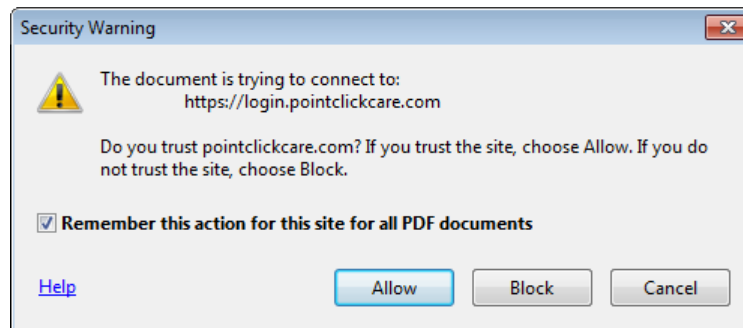 Security Warning
The document is trying to connect to:
https://login.pointclickcare.com
Do you trust pointclickcare.com? If you trust the site, choose Allow. If you do
not trust the site, choose Block.
Remember this action for this site for all PDF documents
Help
Allow
Block
Cancel